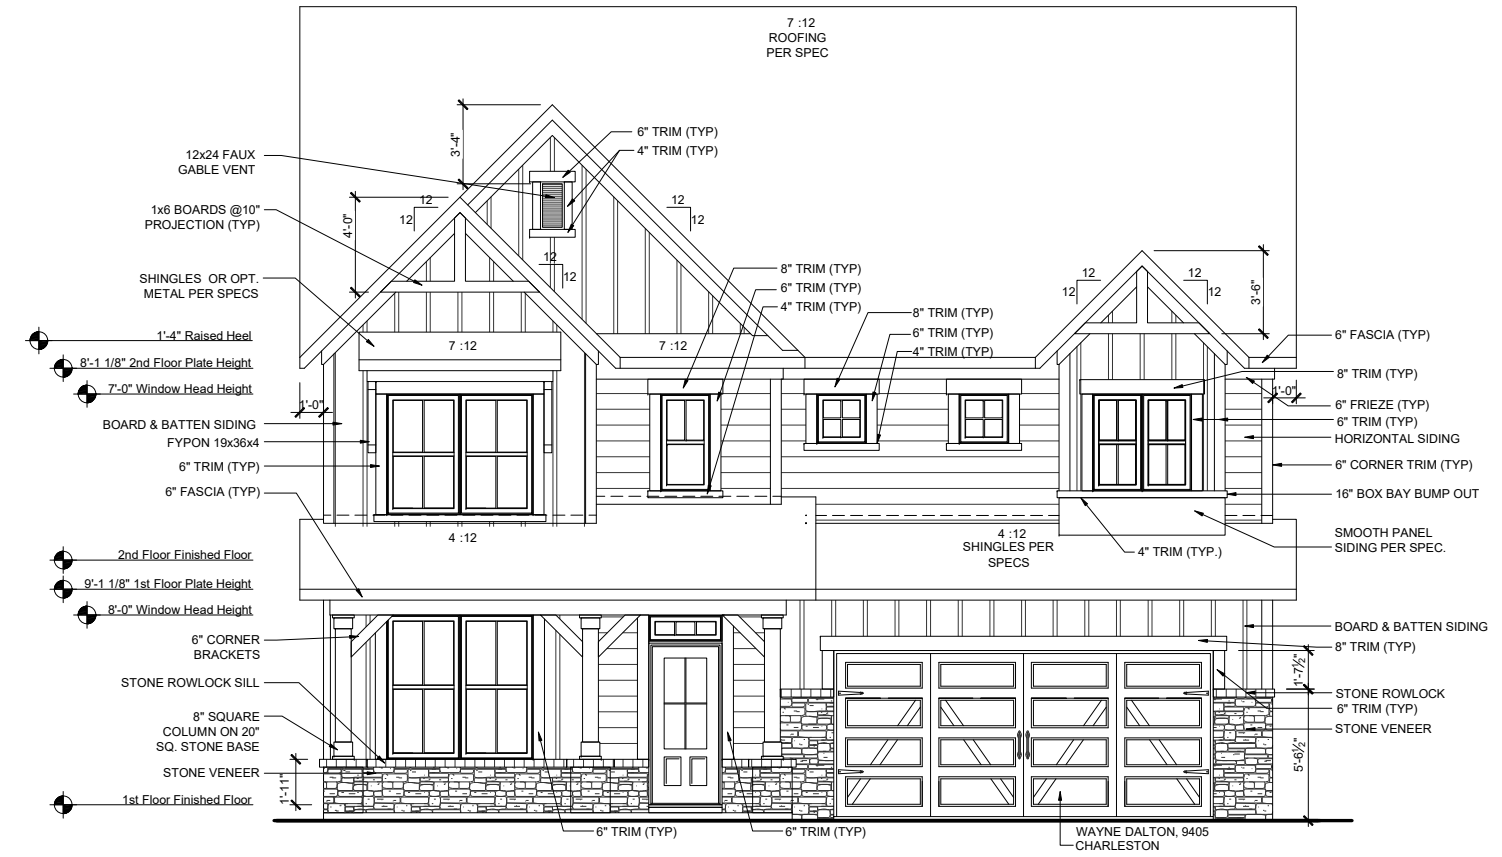 7 :12
ROOFING
PER SPEC
3'-4"
6" TRIM (TYP)
4" TRIM (TYP)
12x24 FAUX
GABLE VENT
1x6 BOARDS @10"
PROJECTION (TYP)
4'-0"
12
12
12
12
12
12
SHINGLES OR OPT.
METAL PER SPECS
8" TRIM (TYP)
6" TRIM (TYP)
4" TRIM (TYP)
12
12
12
12
3'-6"
8" TRIM (TYP)
6" TRIM (TYP)
4" TRIM (TYP)
1'-4" Raised Heel
7 :12
7 :12
6" FASCIA (TYP)
8'-1 1/8" 2nd Floor Plate Height
8" TRIM (TYP)
7'-0" Window Head Height
1'-0"
1'-0"
6" FRIEZE (TYP)
6" TRIM (TYP)
BOARD & BATTEN SIDING
HORIZONTAL SIDING
FYPON 19x36x4
6" TRIM (TYP)
6" CORNER TRIM (TYP)
6" FASCIA (TYP)
16" BOX BAY BUMP OUT
4 :12
4 :12
SHINGLES PER
SPECS
SMOOTH PANEL
SIDING PER SPEC.
4" TRIM (TYP.)
2nd Floor Finished Floor
9'-1 1/8" 1st Floor Plate Height
8'-0" Window Head Height
BOARD & BATTEN SIDING
6" CORNER
BRACKETS
8" TRIM (TYP)
1'-7½"
STONE ROWLOCK SILL
STONE ROWLOCK
6" TRIM (TYP)
8" SQUARE
COLUMN ON 20"
SQ. STONE BASE
STONE VENEER
5'-6½"
STONE VENEER
1'-11"
1st Floor Finished Floor
6" TRIM (TYP)
6" TRIM (TYP)
WAYNE DALTON, 9405
CHARLESTON